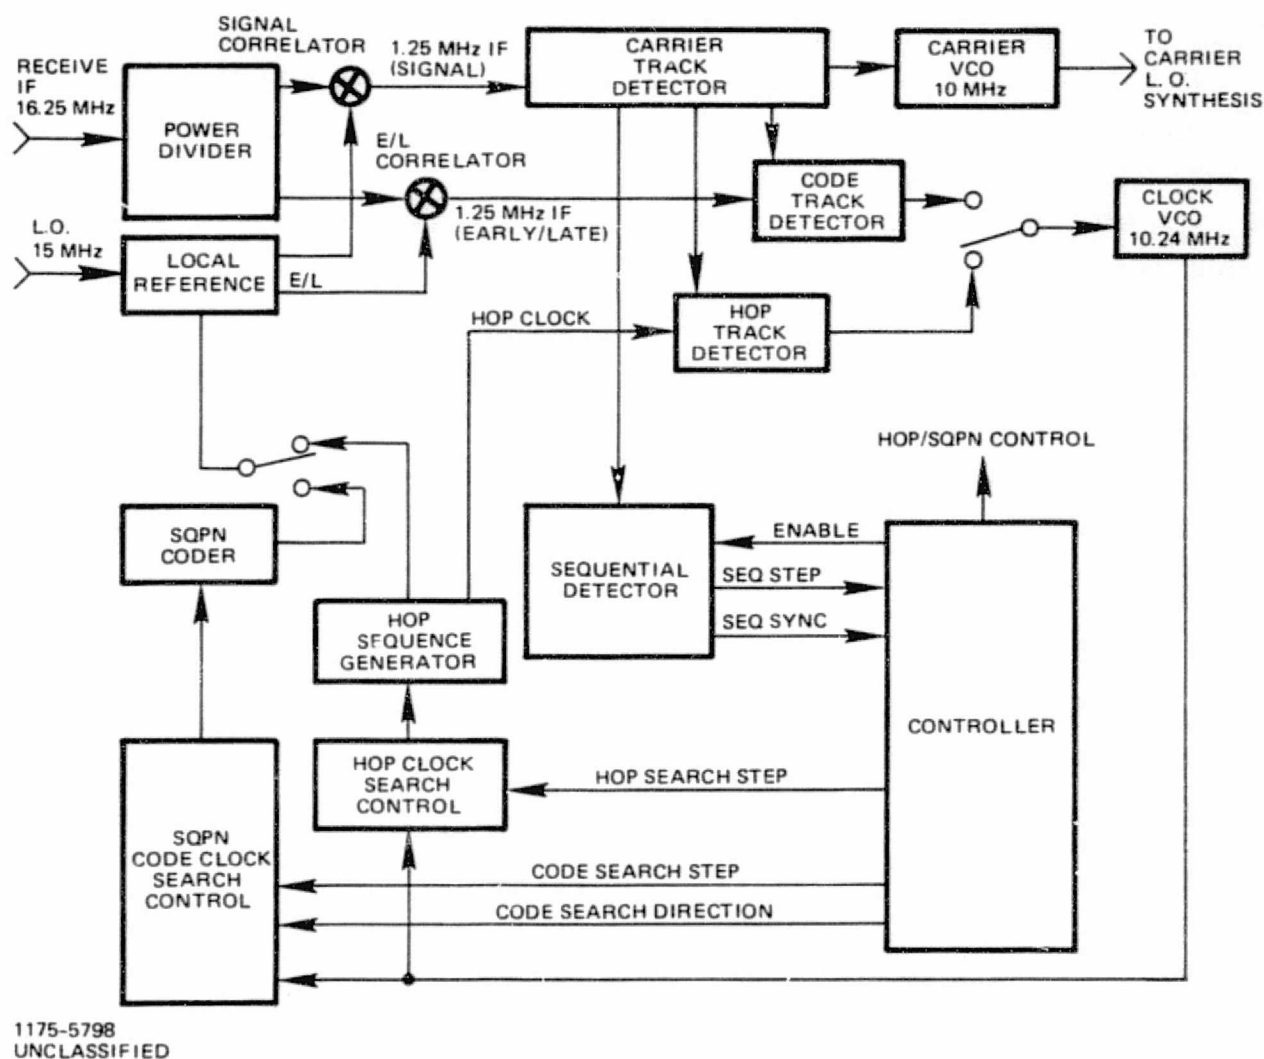 SIGNAL
CORRELATOR
RECEIVE
IF
16.25 MHz
POWER
DIVIDER
1.25 MHz IF
(SIGNAL)
CARRIER
TRACK
DETECTOR
CARRIER
VCO
10 MHz
TO
CARRIER
L. O.
SYNTHESIS
E/L
CORRELATOR
1.25 MHz IF
(EARLY/LATE)
CODE
TRACK
DETECTOR
CLOCK
VCO
10.24 MHz
L.O.
15 MHz
LOCAL
REFERENCE
E/L
HOP CLOCK
HOP
TRACK
DETECTOR
HOP/SQPN CONTROL
SQPN
CODER
SEQUENTIAL
DETECTOR
ENABLE
SEQ STEP
SEQ SYNC
HOP
SEQUENCE
GENERATOR
CONTROLLER
HOP CLOCK
SEARCH
CONTROL
HOP SEARCH STEP
SQPN
CODE CLOCK
SEARCH
CONTROL
CODE SEARCH STEP
CODE SEARCH DIRECTION
1175-5798
UNCLASSIFIED